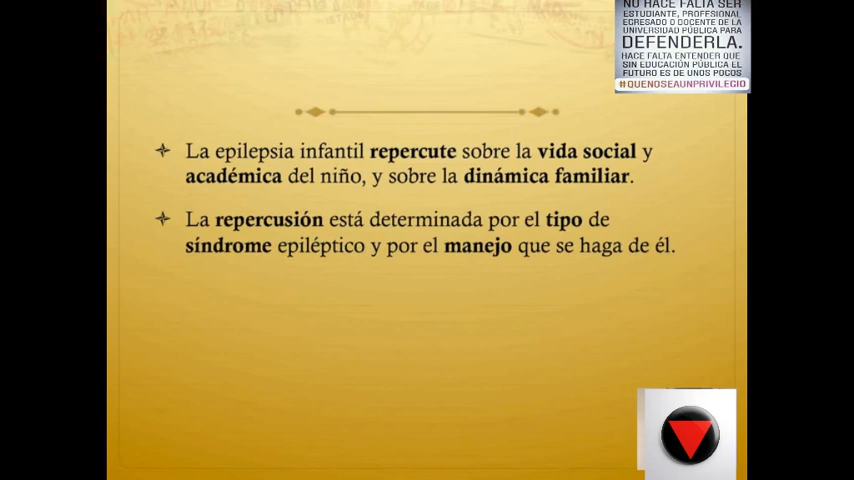 NO HACE FALTA SER
ESTUDIANTE, PROFESIONAL,
EGRESADO O DOCENTE DE LA
UNIVERSIDAD PÚBLICA PARA
DEFENDERLA.
HACE FALTA ENTENDER QUE
SIN EDUCACIÓN PÚBLICA EL
FUTURO ES DE UNOS POCOS
#QUENOSEAUNPRIVILEGIO
La epilepsia infantil repercute sobre la vida social y
académica del niño, y sobre la dinámica familiar.
La repercusión está determinada por el tipo de
síndrome epiléptico y por el manejo que se haga de él.